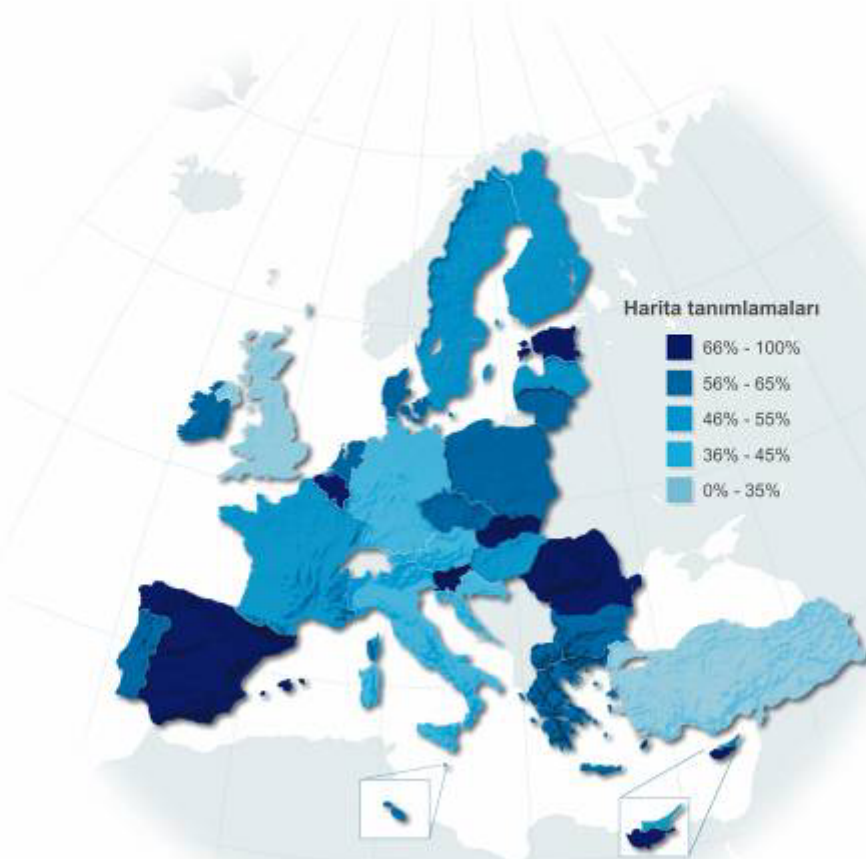 Harita tanımlamaları
66% - 100%
56% - 65%
46% - 55%
36% - 45%
0% - 35%